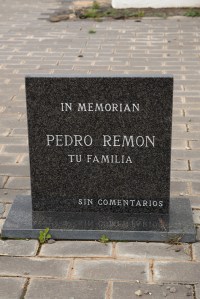 IN MEMORIAN
PEDRO REMON
TU FAMILIA
SIN COMENTARIOS